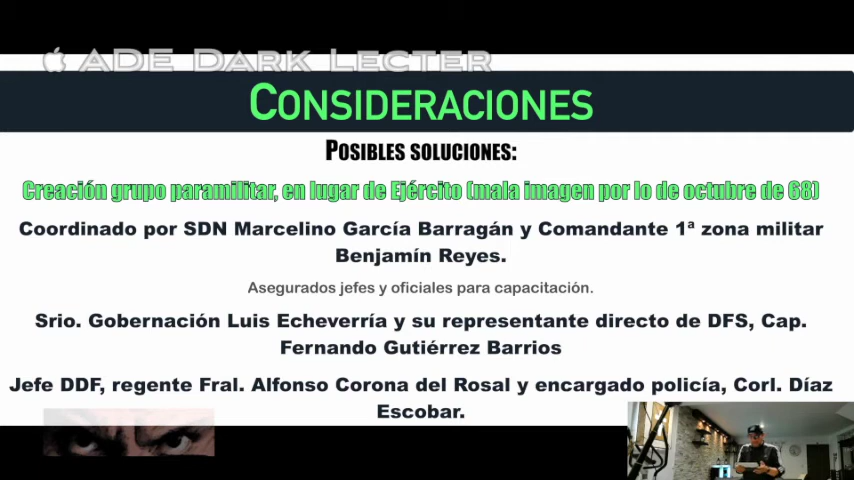 ADE DARK LECTER
CONSIDERACIONES
POSIBLES SOLUCIONES:
Creación grupo paramilitar, en lugar de Ejército (mala imagen por lo de octubre de 68)
Coordinado por SDN Marcelino García Barragán y Comandante 1ª zona militar
Benjamín Reyes.
Asegurados jefes y oficiales para capacitación.
Srio. Gobernación Luis Echeverría y su representante directo de DFS, Cap.
Fernando Gutiérrez Barrios
Jefe DDF, regente Fral. Alfonso Corona del Rosal y encargado policía, Corl. Díaz
Escobar.